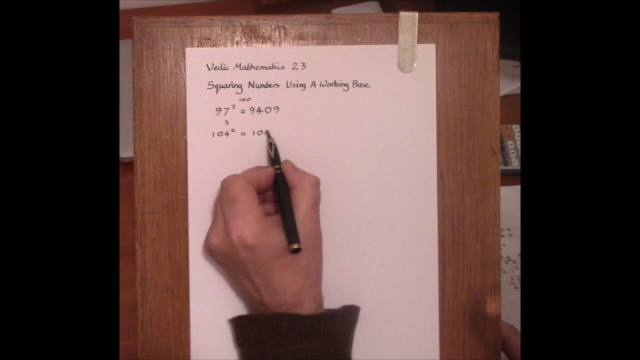 Vedic Mathematics 23
Squaring Numbers Using A Working Base
100
97² = 9409
3
104² = 108